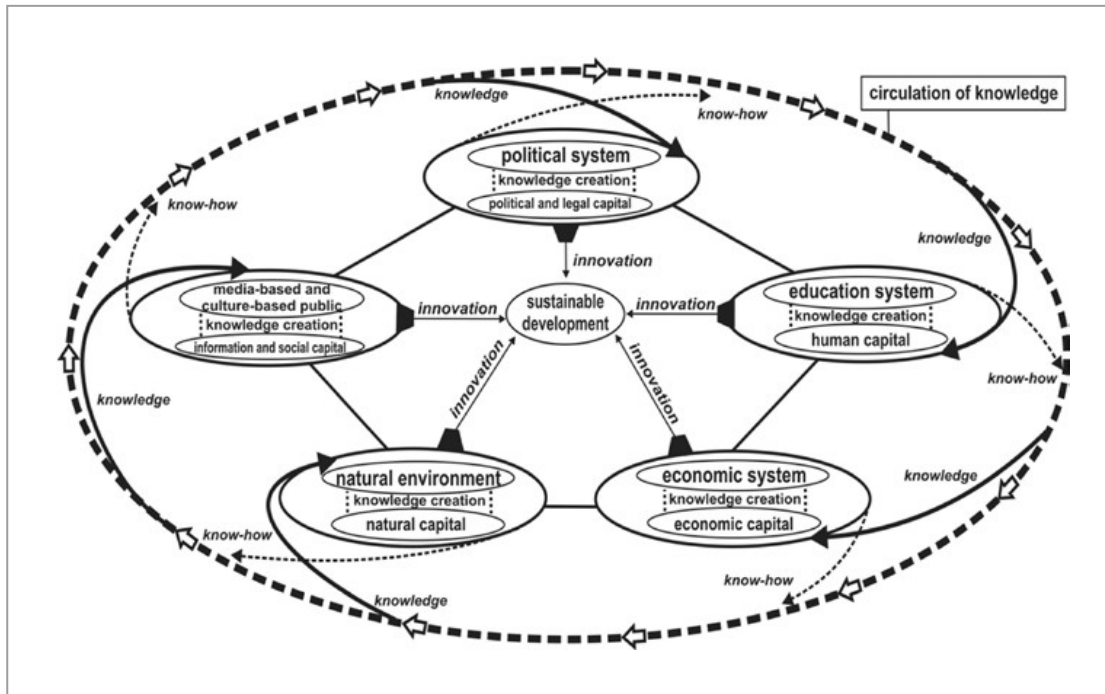 circulation of knowledge
knowledge
know-how
political system
knowledge creation
political and legal capital
innovation
know-how
knowledge
media-based and
culture-based public
knowledge creation
information and social capital
innovation
sustainable
development
innovation
education system
knowledge creation
human capital
know-how
knowledge
innovation
innovation
natural environment
knowledge creation
natural capital
economic system
knowledge creation
economic capital
knowledge
know-how
know-how
knowledge